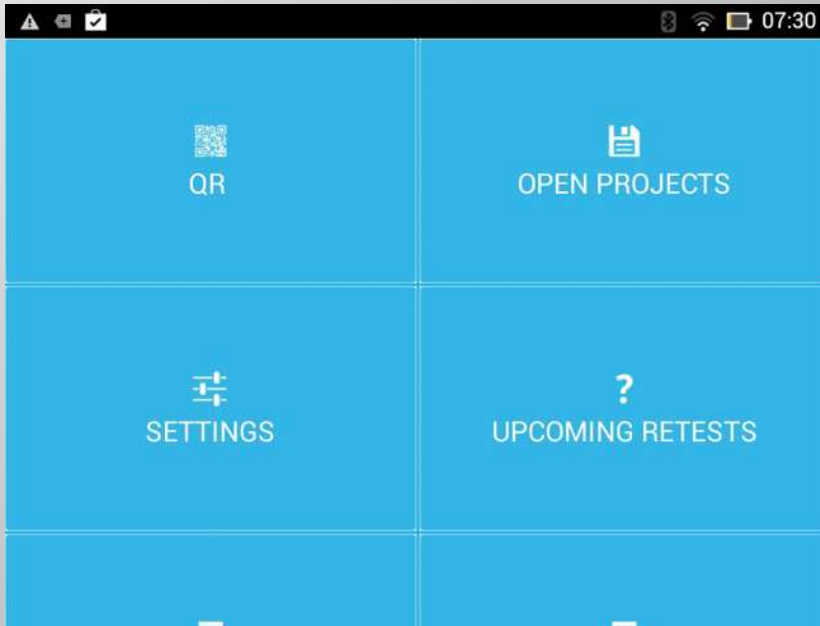 07:30
QR
OPEN PROJECTS
SETTINGS
UPCOMING RETESTS